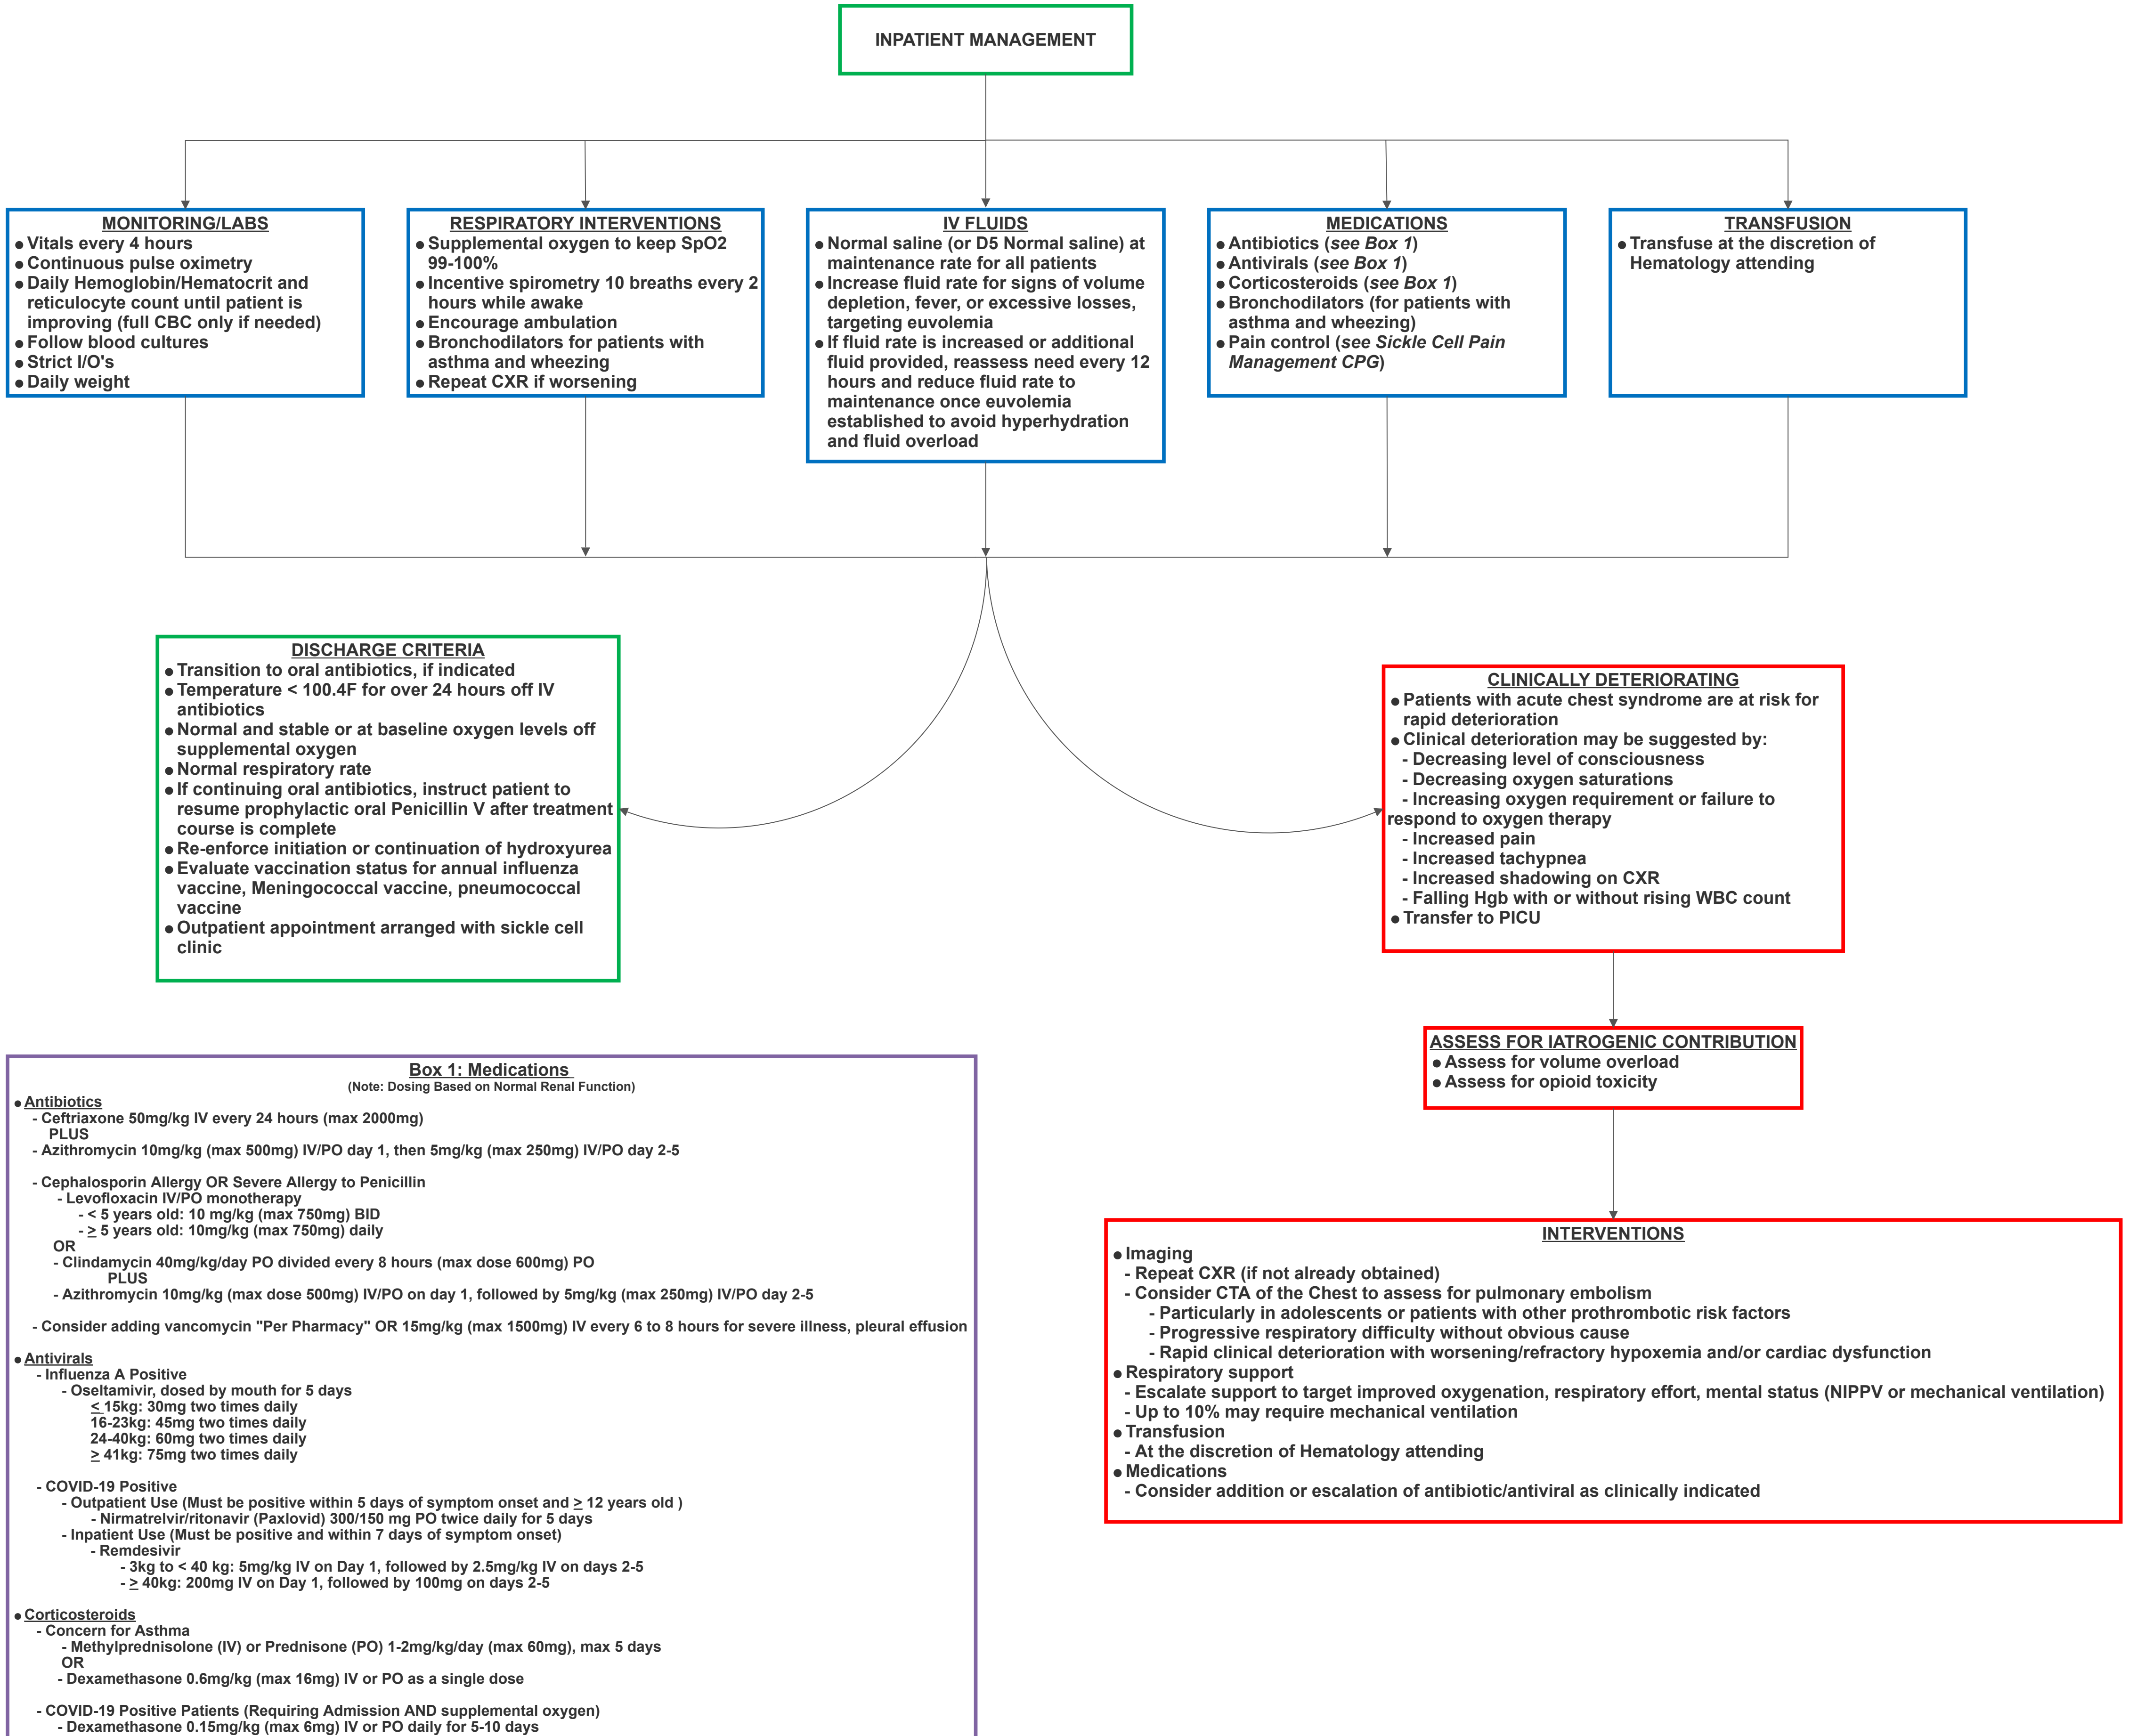 INPATIENT MANAGEMENT
MONITORING/LABS
● Vitals every 4 hours
● Continuous pulse oximetry
● Daily Hemoglobin/Hematocrit and
reticulocyte count until patient is
improving (full CBC only if needed)
● Follow blood cultures
● Strict I/O's
● Daily weight
RESPIRATORY INTERVENTIONS
● Supplemental oxygen to keep SpO2
99-100%
● Incentive spirometry 10 breaths every 2
hours while awake
● Encourage ambulation
● Bronchodilators for patients with
asthma and wheezing
● Repeat CXR if worsening
IV FLUIDS
● Normal saline (or D5 Normal saline) at
maintenance rate for all patients
● Increase fluid rate for signs of volume
depletion, fever, or excessive losses,
targeting euvolemia
● If fluid rate is increased or additional
fluid provided, reassess need every 12
hours and reduce fluid rate to
maintenance once euvolemia
established to avoid hyperhydration
and fluid overload
MEDICATIONS
● Antibiotics (see Box 1)
● Antivirals (see Box 1)
● Corticosteroids (see Box 1)
● Bronchodilators (for patients with
asthma and wheezing)
● Pain control (see Sickle Cell Pain
Management CPG)
TRANSFUSION
● Transfuse at the discretion of
Hematology attending
DISCHARGE CRITERIA
● Transition to oral antibiotics, if indicated
● Temperature < 100.4F for over 24 hours off IV
antibiotics
● Normal and stable or at baseline oxygen levels off
supplemental oxygen
● Normal respiratory rate
● If continuing oral antibiotics, instruct patient to
resume prophylactic oral Penicillin V after treatment
course is complete
● Re-enforce initiation or continuation of hydroxyurea
● Evaluate vaccination status for annual influenza
vaccine, Meningococcal vaccine, pneumococcal
vaccine
● Outpatient appointment arranged with sickle cell
clinic
CLINICALLY DETERIORATING
● Patients with acute chest syndrome are at risk for
rapid deterioration
● Clinical deterioration may be suggested by:
- Decreasing level of consciousness
- Decreasing oxygen saturations
- Increasing oxygen requirement or failure to
respond to oxygen therapy
- Increased pain
- Increased tachypnea
- Increased shadowing on CXR
- Falling Hgb with or without rising WBC count
● Transfer to PICU
ASSESS FOR IATROGENIC CONTRIBUTION
● Assess for volume overload
● Assess for opioid toxicity
INTERVENTIONS
● Imaging
- Repeat CXR (if not already obtained)
- Consider CTA of the Chest to assess for pulmonary embolism
- Particularly in adolescents or patients with other prothrombotic risk factors
- Progressive respiratory difficulty without obvious cause
- Rapid clinical deterioration with worsening/refractory hypoxemia and/or cardiac dysfunction
● Respiratory support
- Escalate support to target improved oxygenation, respiratory effort, mental status (NIPPV or mechanical ventilation)
- Up to 10% may require mechanical ventilation
● Transfusion
- At the discretion of Hematology attending
● Medications
- Consider addition or escalation of antibiotic/antiviral as clinically indicated
Box 1: Medications
(Note: Dosing Based on Normal Renal Function)
● Antibiotics
- Ceftriaxone 50mg/kg IV every 24 hours (max 2000mg)
PLUS
- Azithromycin 10mg/kg (max 500mg) IV/PO day 1, then 5mg/kg (max 250mg) IV/PO day 2-5
- Cephalosporin Allergy OR Severe Allergy to Penicillin
- Levofloxacin IV/PO monotherapy
- < 5 years old: 10 mg/kg (max 750mg) BID
- ≥ 5 years old: 10mg/kg (max 750mg) daily
OR
- Clindamycin 40mg/kg/day PO divided every 8 hours (max dose 600mg) PO
PLUS
- Azithromycin 10mg/kg (max dose 500mg) IV/PO on day 1, followed by 5mg/kg (max 250mg) IV/PO day 2-5
- Consider adding vancomycin "Per Pharmacy" OR 15mg/kg (max 1500mg) IV every 6 to 8 hours for severe illness, pleural effusion
● Antivirals
- Influenza A Positive
- Oseltamivir, dosed by mouth for 5 days
≤ 15kg: 30mg two times daily
16-23kg: 45mg two times daily
24-40kg: 60mg two times daily
≥ 41kg: 75mg two times daily
- COVID-19 Positive
- Outpatient Use (Must be positive within 5 days of symptom onset and ≥ 12 years old )
- Nirmatrelvir/ritonavir (Paxlovid) 300/150 mg PO twice daily for 5 days
- Inpatient Use (Must be positive and within 7 days of symptom onset)
- Remdesivir
- 3kg to < 40 kg: 5mg/kg IV on Day 1, followed by 2.5mg/kg IV on days 2-5
- ≥ 40kg: 200mg IV on Day 1, followed by 100mg on days 2-5
● Corticosteroids
- Concern for Asthma
- Methylprednisolone (IV) or Prednisone (PO) 1-2mg/kg/day (max 60mg), max 5 days
OR
- Dexamethasone 0.6mg/kg (max 16mg) IV or PO as a single dose
- COVID-19 Positive Patients (Requiring Admission AND supplemental oxygen)
- Dexamethasone 0.15mg/kg (max 6mg) IV or PO daily for 5-10 days